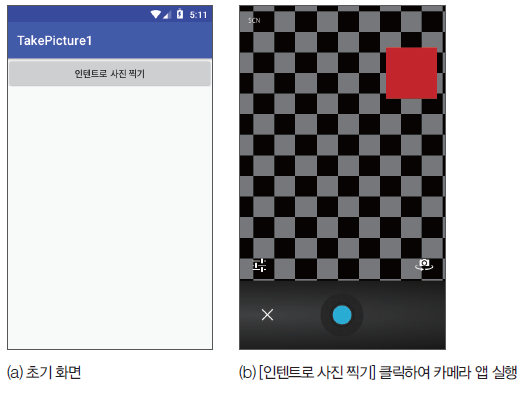 5:11
TakePicture1
인텐트로 사진 찍기
SCN
(a) 초기 화면
(b) [인텐트로 사진 찍기] 클릭하여 카메라 앱 실행